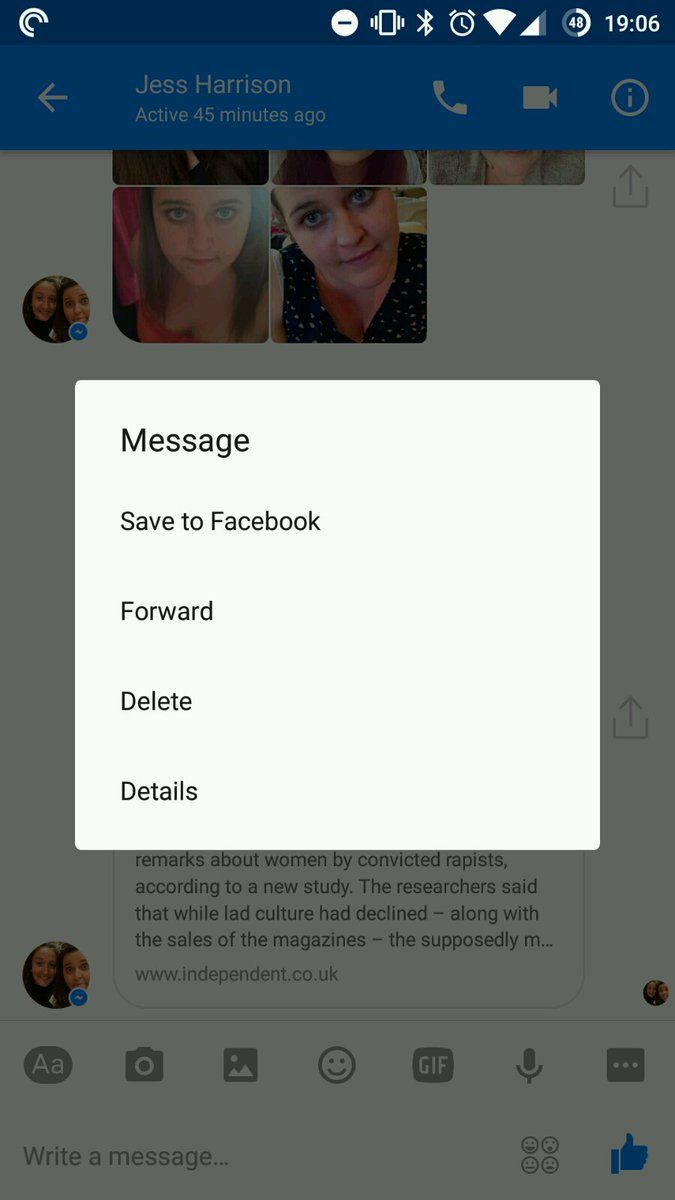 48 19:06
Jess Harrison
Active 45 minutes ago
Message
Save to Facebook
Forward
Delete
Details
remarks about women by convicted rapists,
according to a new study. The researchers said
that while lad culture had declined – along with
the sales of the magazines – the supposedly m...
www.independent.co.uk
Aa
GIF
Write a message...